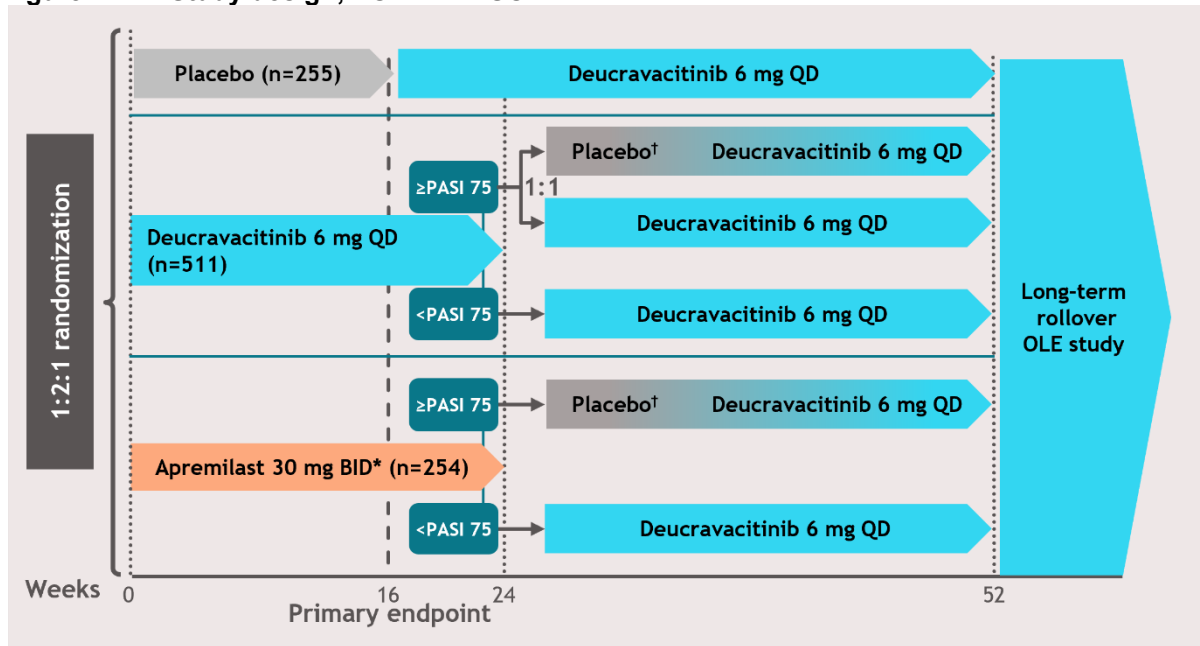 1:2:1 randomization
Placebo (n=255)
Deucravacitinib 6 mg QD
≥PASI 75
1:1
Placebo†
Deucravacitinib 6 mg QD
Deucravacitinib 6 mg QD
Deucravacitinib 6 mg QD
(n=511)
<PASI 75
Deucravacitinib 6 mg QD
≥PASI 75
Placebo†
Deucravacitinib 6 mg QD
Apremilast 30 mg BID* (n=254)
<PASI 75
Deucravacitinib 6 mg QD
Long-term
rollover
OLE study
Weeks
0
16
24
52
Primary endpoint